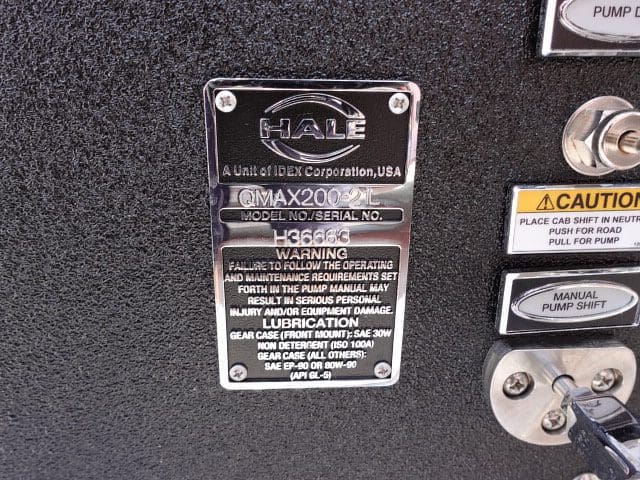 PUMP D
HALE
A Unit of IDEX Corporation, USA
QMAX200-21L
MODEL NO./SERIAL NO.
H36663
WARNING
FAILURE TO FOLLOW THE OPERATING
AND MAINTENANCE REQUIREMENTS SET
FORTH IN THE PUMP MANUAL MAY
RESULT IN SERIOUS PERSONAL
INJURY AND/OR EQUIPMENT DAMAGE.
LUBRICATION
GEAR CASE (FRONT MOUNT): SAE 30W
NON DETERGENT (ISO 100A)
GEAR CASE (ALL OTHERS):
SAE EP-90 OR 80W-90
(API GL-5)
CAUTION
PLACE CAB SHIFT IN NEUTR
PUSH FOR ROAD
PULL FOR PUMP
MANUAL
PUMP SHIFT